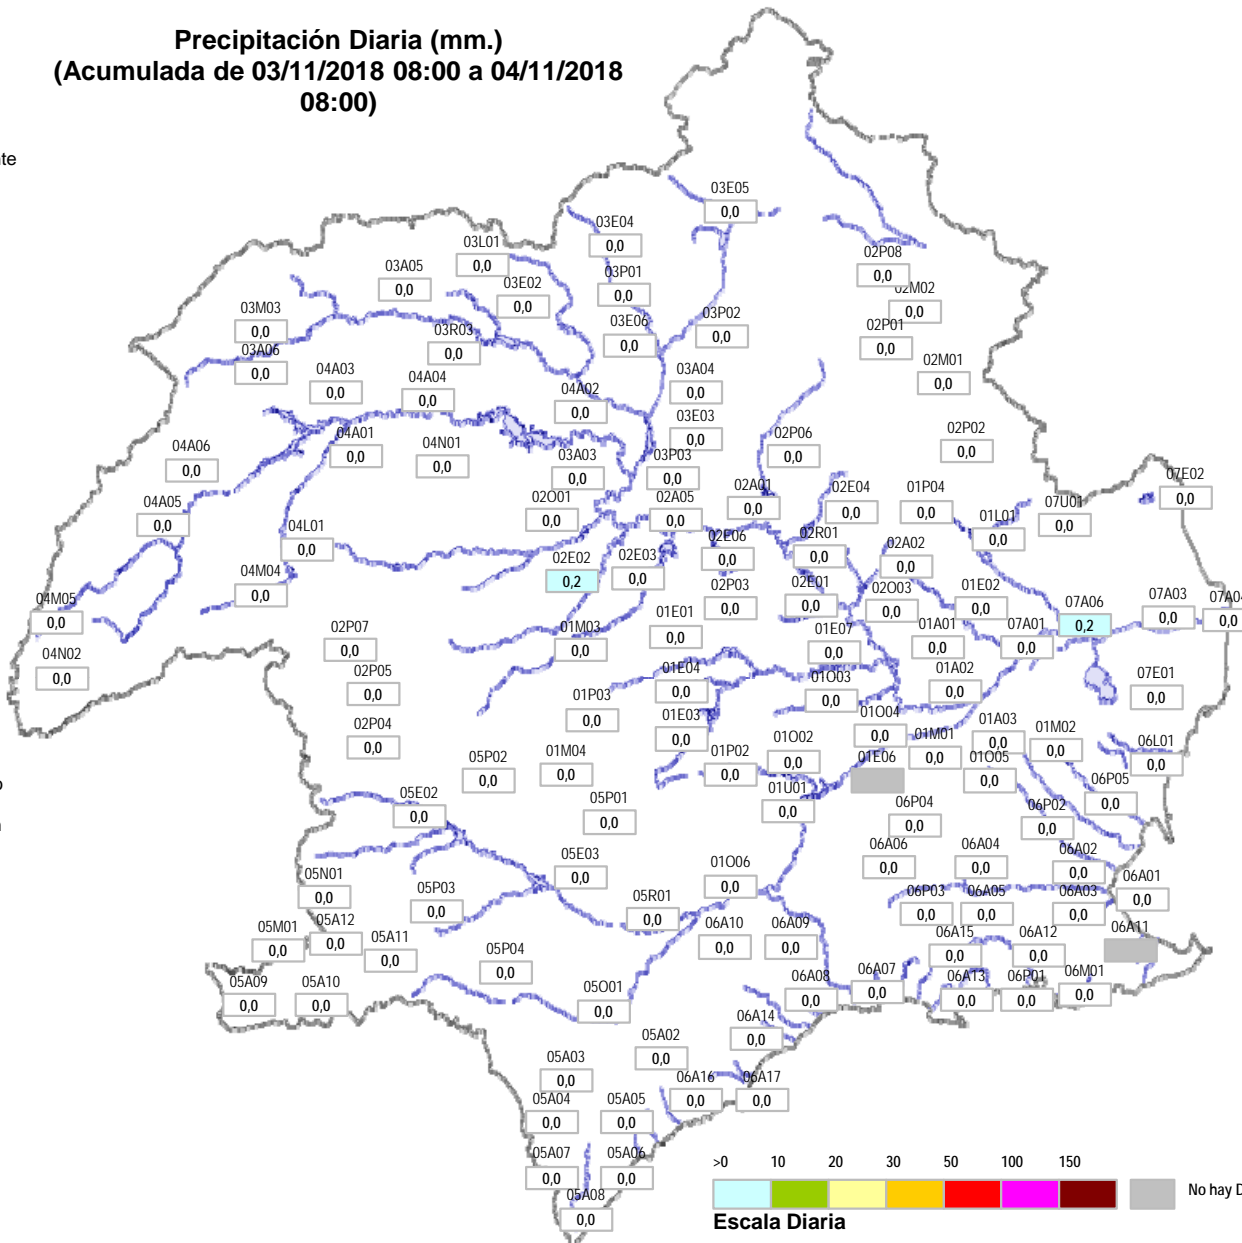 Precipitación Diaria (mm.)
(Acumulada de 03/11/2018 08:00 a 04/11/2018
08:00)
nte
03E05
0,0
03E04
0,0
03L01
0,0
02P08
0,0
03A05
0,0
03P01
0,0
03E02
0,0
02M02
0,0
03M03
0,0
03P02
0,0
03E06
0,0
02P01
0,0
03R03
0,0
03A06
0,0
02M01
0,0
04A03
0,0
04A04
0,0
03A04
0,0
04A02
0,0
03E03
0,0
02P02
0,0
04A01
0,0
04N01
0,0
02P06
0,0
04A06
0,0
03A03
0,0
03P03
0,0
07E02
0,0
02A01
0,0
02E04
0,0
01P04
0,0
04A05
0,0
02O01
0,0
02A05
0,0
07U01
0,0
01L01
0,0
04L01
0,0
02E06
0,0
02R01
0,0
02A02
0,0
02E02
0,2
02E03
0,0
04M04
0,0
02P03
0,0
02E01
0,0
02O03
0,0
01E02
0,0
04M05
0,0
07A06
0,2
07A03
0,0
07A04
0,0
01E01
0,0
02P07
0,0
01M03
0,0
01E07
0,0
01A01
0,0
07A01
0,0
04N02
0,0
02P05
0,0
01E04
0,0
01O03
0,0
01A02
0,0
07E01
0,0
01P03
0,0
02P04
0,0
01E03
0,0
01O04
0,0
01A03
0,0
01M02
0,0
01M01
0,0
06L01
0,0
05P02
0,0
01M04
0,0
01P02
0,0
01O02
0,0
01E06
01O05
0,0
o
05E02
0,0
05P01
0,0
01U01
0,0
06P05
0,0
06P04
0,0
06P02
0,0
05E03
0,0
06A06
0,0
06A04
0,0
06A02
0,0
05N01
0,0
05P03
0,0
01O06
0,0
06A01
0,0
05R01
0,0
06P03
0,0
06A05
0,0
06A03
0,0
05M01
0,0
05A12
0,0
05A11
0,0
06A10
0,0
06A09
0,0
06A15
0,0
06A12
0,0
06A11
05P04
0,0
05A09
0,0
05A10
0,0
05O01
0,0
06A08
0,0
06A07
0,0
06A13
0,0
06P01
0,0
06M01
0,0
06A14
0,0
05A02
0,0
05A03
0,0
06A16
0,0
06A17
0,0
05A04
0,0
05A05
0,0
05A07
0,0
05A06
0,0
05A08
0,0
>0 10 20 30 50 100 150
No hay D
Escala Diaria